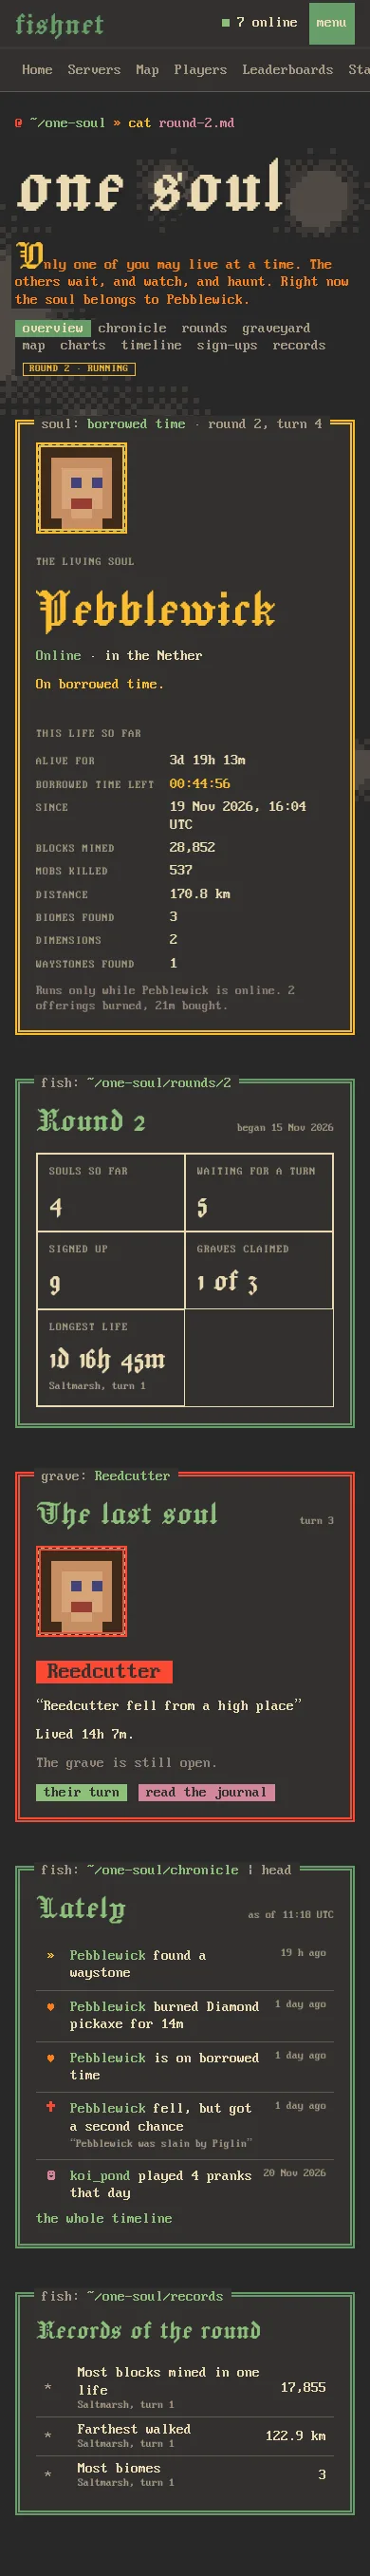 fishnet
7 online
menu
Home Servers Map Players Leaderboards Sta
@ ~/one-soul » cat round-2.md
one soul
Only one of you may live at a time. The
others wait, and watch, and haunt. Right now
the soul belongs to Pebblewick.
overview chronicle rounds graveyard
map charts timeline sign-ups records
ROUND 2 · RUNNING
soul: borrowed time · round 2, turn 4
THE LIVING SOUL
Pebblewick
Online · in the Nether
On borrowed time.
THIS LIFE SO FAR
ALIVE FOR 3d 19h 13m
BORROWED TIME LEFT 00:44:56
SINCE 19 Nov 2026, 16:04
UTC
BLOCKS MINED 28,852
MOBS KILLED 537
DISTANCE 170.8 km
BIOMES FOUND 3
DIMENSIONS 2
WAYSTONES FOUND 1
Runs only while Pebblewick is online. 2
offerings burned, 21m bought.
fish: ~/one-soul/rounds/2
Round 2
began 15 Nov 2026
SOULS SO FAR
4
WAITING FOR A TURN
5
SIGNED UP
9
GRAVES CLAIMED
1 of 3
LONGEST LIFE
1d 16h 45m
Saltmarsh, turn 1
grave: Reedcutter
The last soul
turn 3
Reedcutter
“Reedcutter fell from a high place”
Lived 14h 7m.
The grave is still open.
their turn read the journal
fish: ~/one-soul/chronicle | head
Lately
as of 11:18 UTC
» Pebblewick found a
waystone
19 h ago
Pebblewick burned Diamond
pickaxe for 14m
1 day ago
Pebblewick is on borrowed
time
1 day ago
Pebblewick fell, but got
a second chance
“Pebblewick was slain by Piglin”
1 day ago
koi_pond played 4 pranks
that day
20 Nov 2026
the whole timeline
fish: ~/one-soul/records
Records of the round
* Most blocks mined in one
life
Saltmarsh, turn 1
17,855
* Farthest walked
Saltmarsh, turn 1
122.9 km
* Most biomes
Saltmarsh, turn 1
3